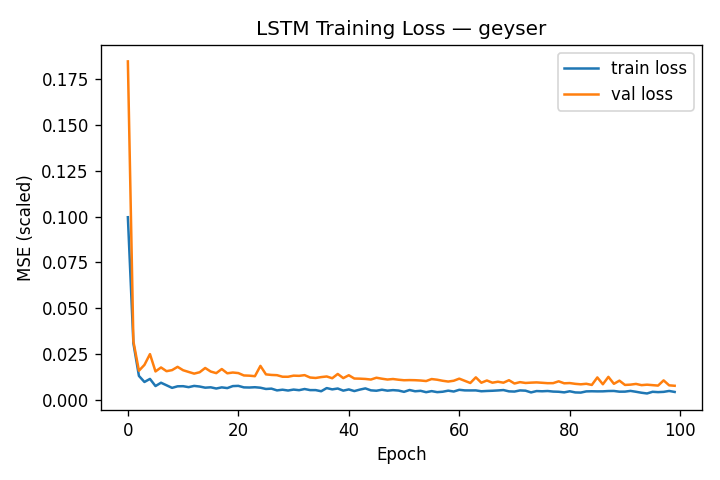 LSTM Training Loss — geyser
train loss
val loss
MSE (scaled)
0.175
0.150
0.125
0.100
0.075
0.050
0.025
0.000
0 20 40 60 80 100
Epoch